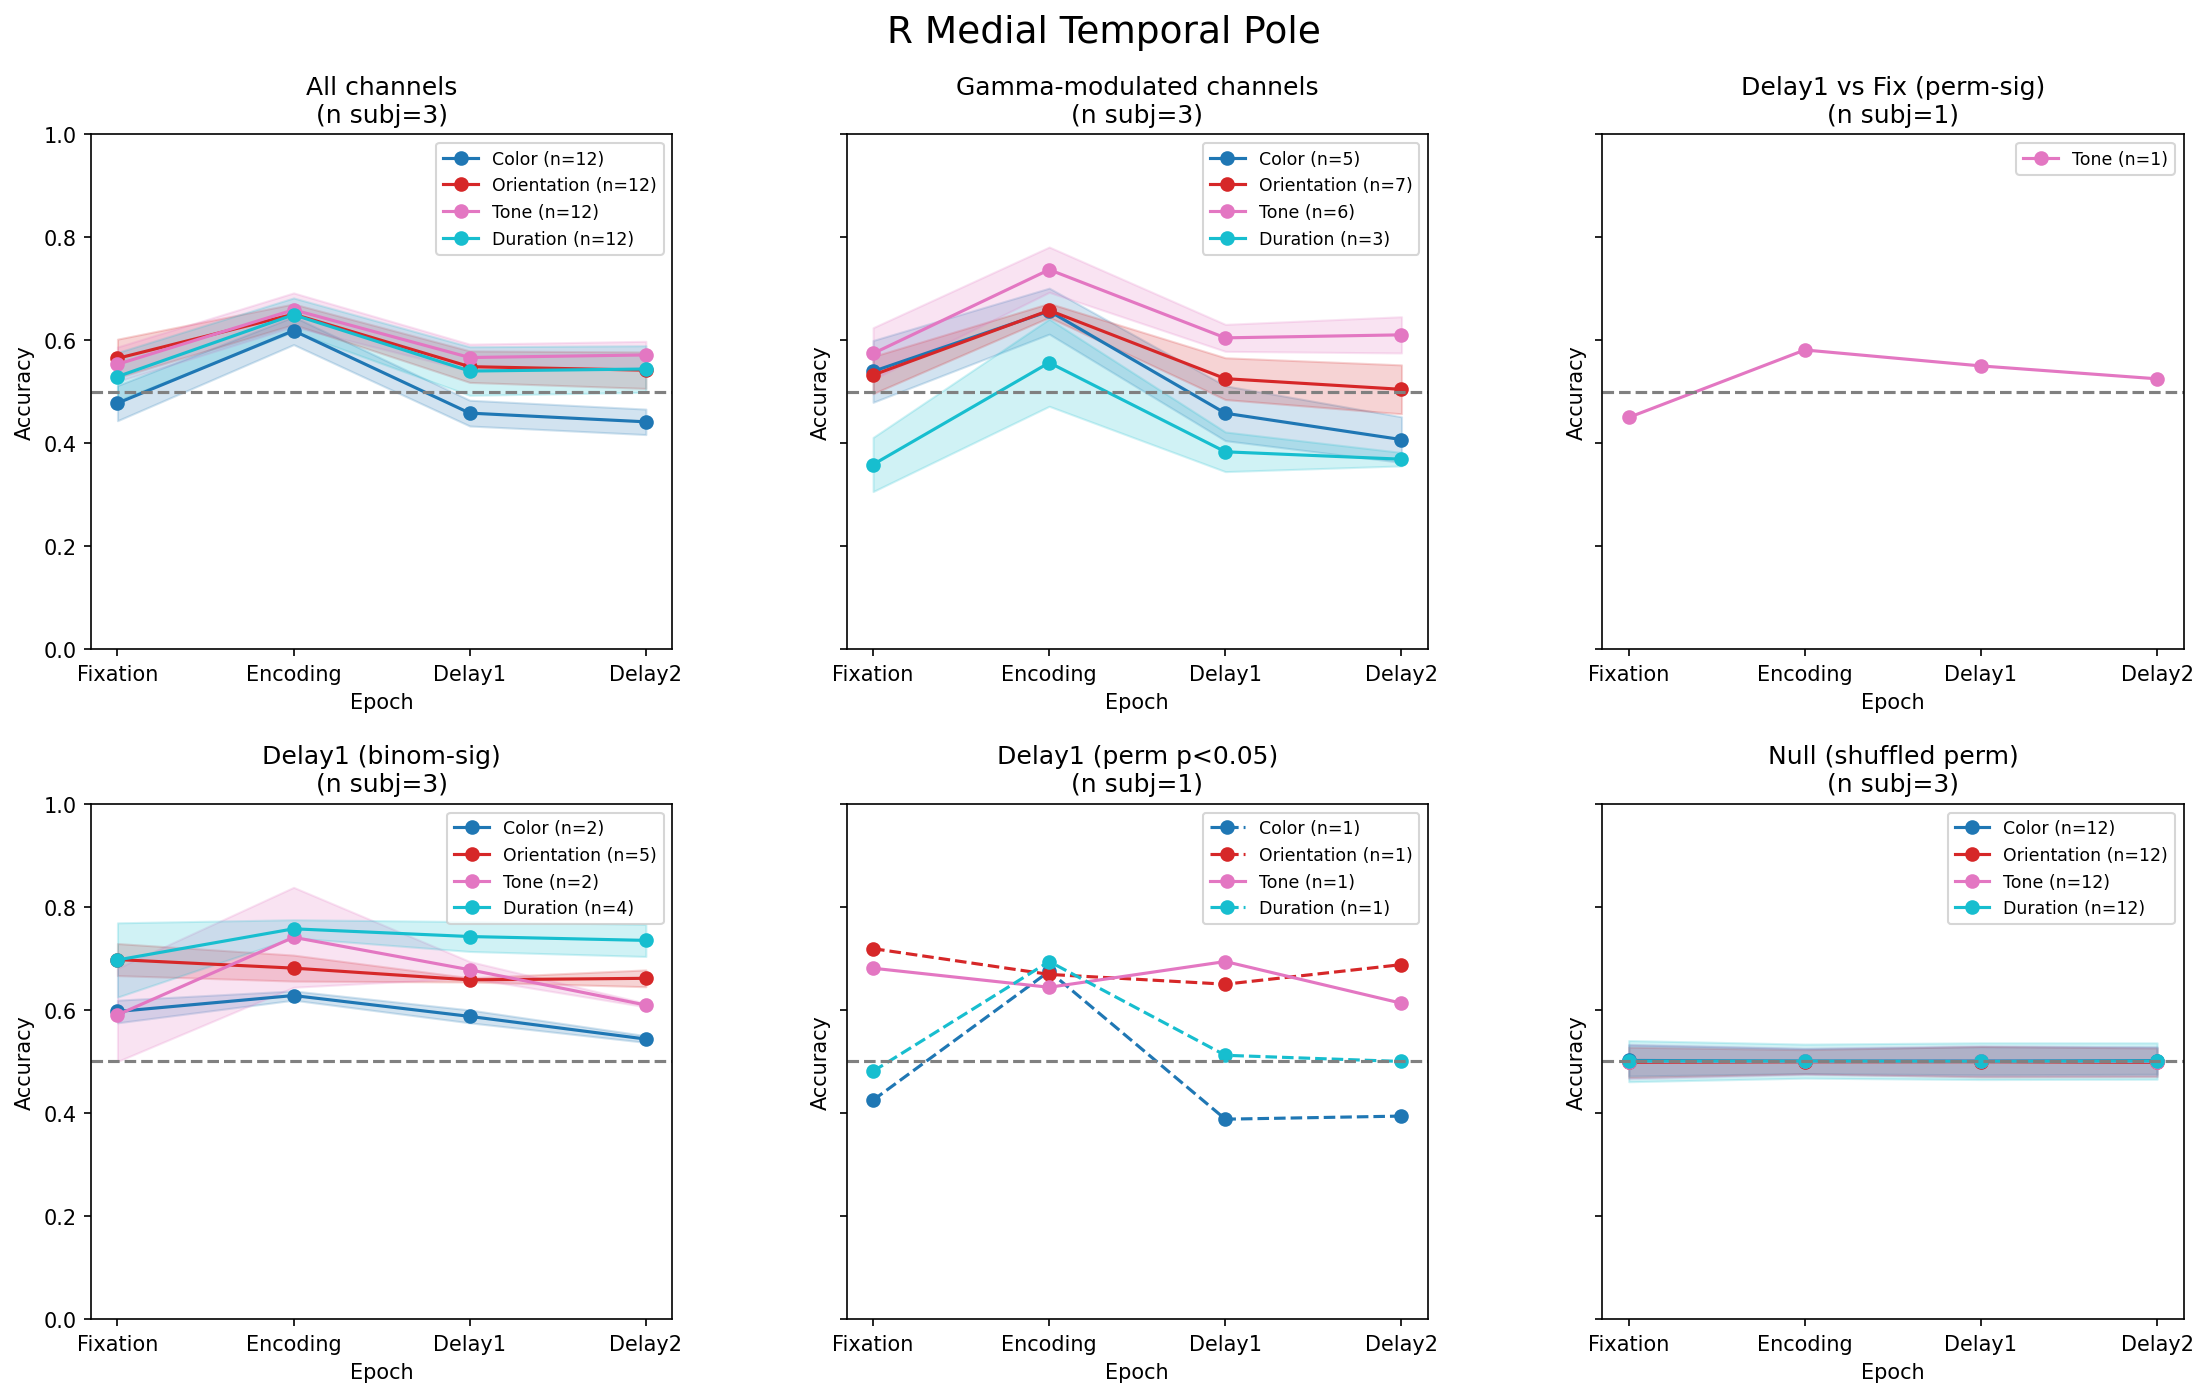 R Medial Temporal Pole
All channels
(n subj=3)
1.0
0.8
0.6
0.4
0.2
0.0
Accuracy
Color (n=12)
Orientation (n=12)
Tone (n=12)
Duration (n=12)
Fixation Encoding Delay1 Delay2
Epoch
Gamma-modulated channels
(n subj=3)
Accuracy
Color (n=5)
Orientation (n=7)
Tone (n=6)
Duration (n=3)
Fixation Encoding Delay1 Delay2
Epoch
Delay1 vs Fix (perm-sig)
(n subj=1)
Accuracy
Tone (n=1)
Fixation Encoding Delay1 Delay2
Epoch
Delay1 (binom-sig)
(n subj=3)
1.0
0.8
0.6
0.4
0.2
0.0
Accuracy
Color (n=2)
Orientation (n=5)
Tone (n=2)
Duration (n=4)
Fixation Encoding Delay1 Delay2
Epoch
Delay1 (perm p<0.05)
(n subj=1)
Accuracy
Color (n=1)
Orientation (n=1)
Tone (n=1)
Duration (n=1)
Fixation Encoding Delay1 Delay2
Epoch
Null (shuffled perm)
(n subj=3)
Accuracy
Color (n=12)
Orientation (n=12)
Tone (n=12)
Duration (n=12)
Fixation Encoding Delay1 Delay2
Epoch